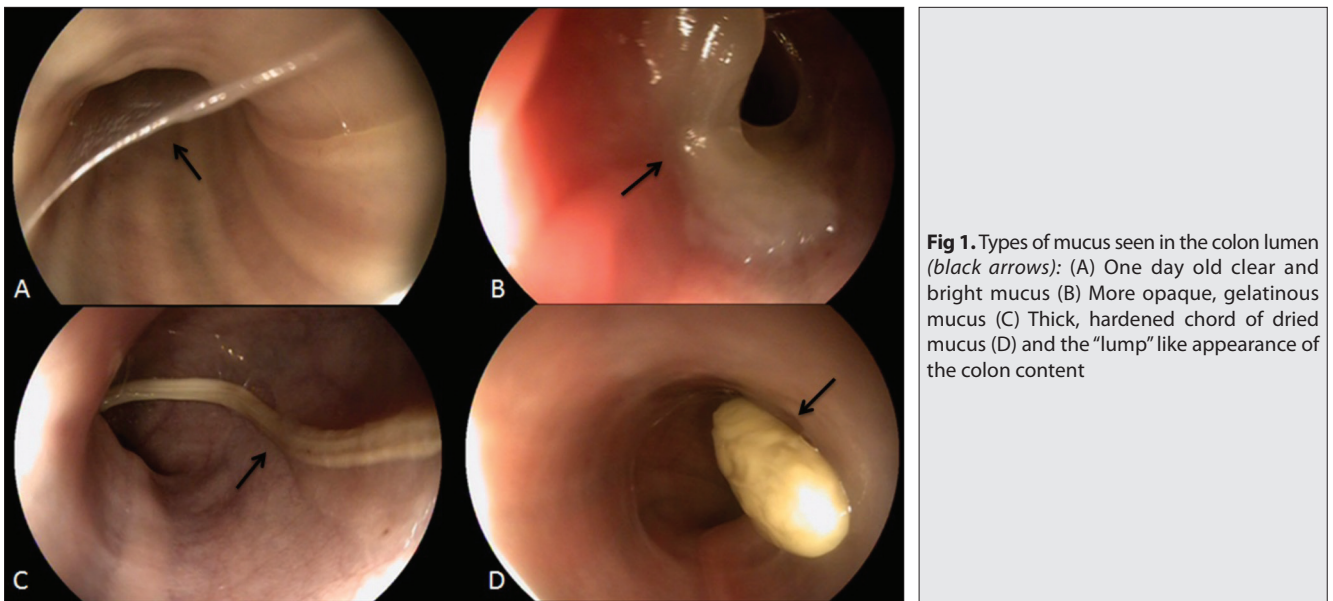 A
B
C
D
Fig 1. Types of mucus seen in the colon lumen
(black arrows): (A) One day old clear and
bright mucus (B) More opaque, gelatinous
mucus (C) Thick, hardened chord of dried
mucus (D) and the “lump” like appearance of
the colon content